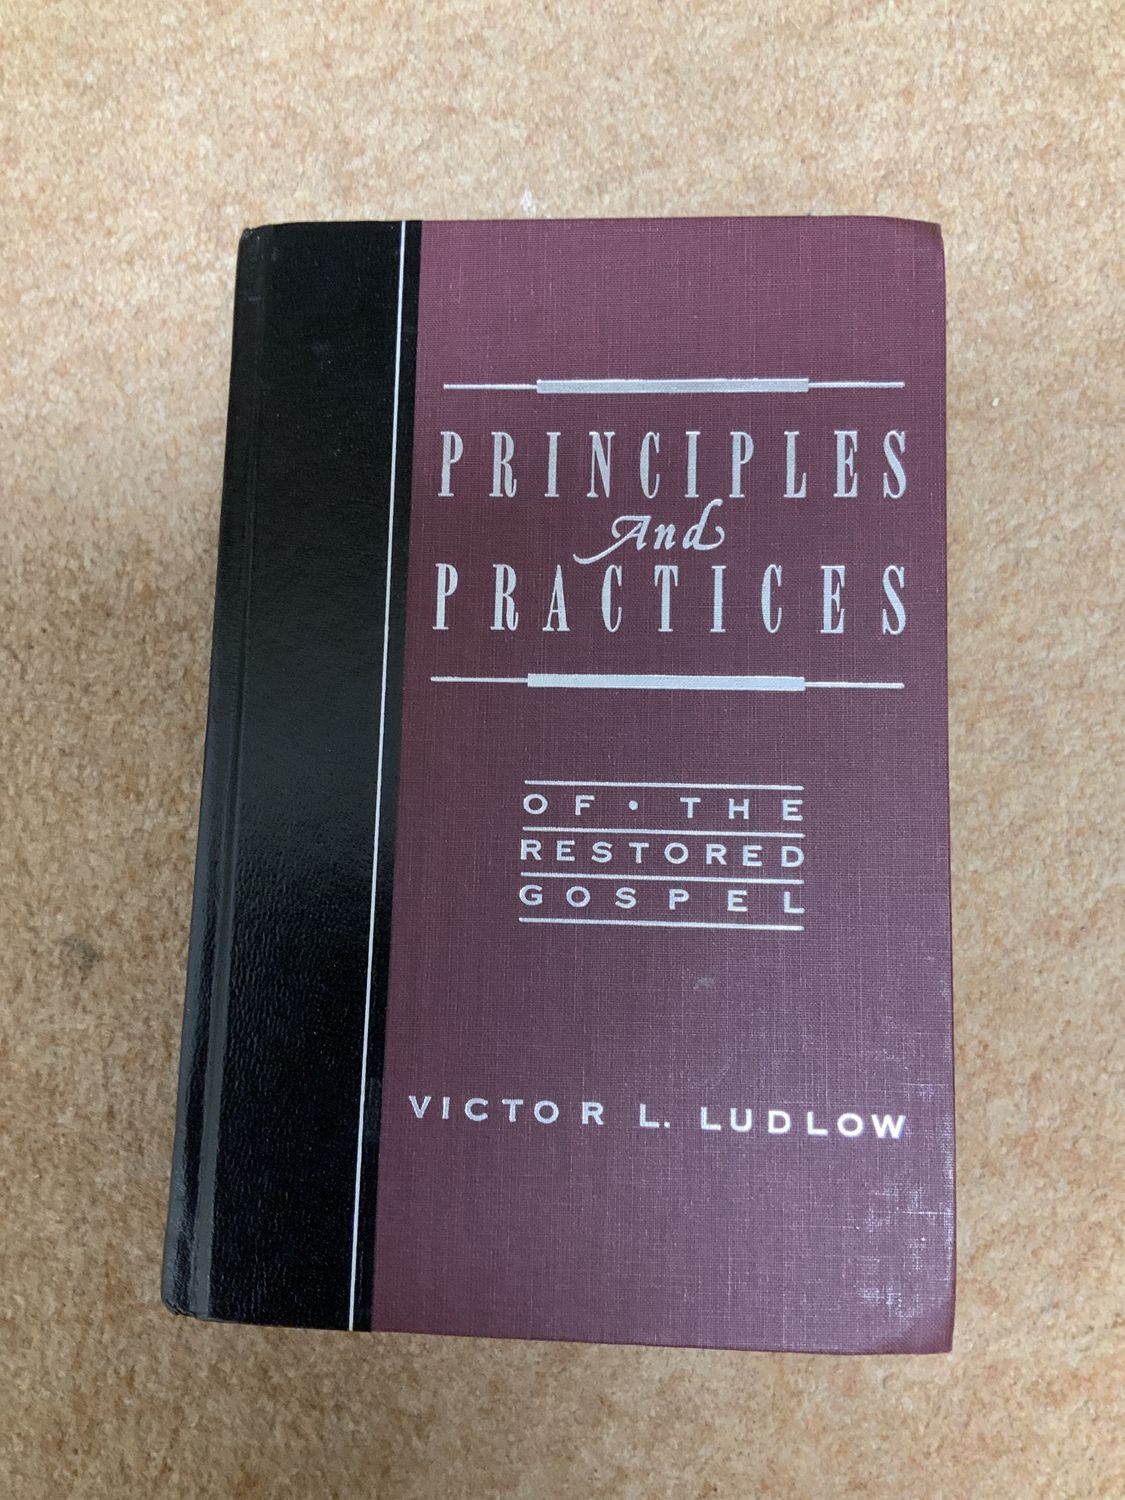 PRINCIPLES
And
PRACTICES
OF • THE
RESTORED
GOSPEL
VICTOR L. LUDLOW